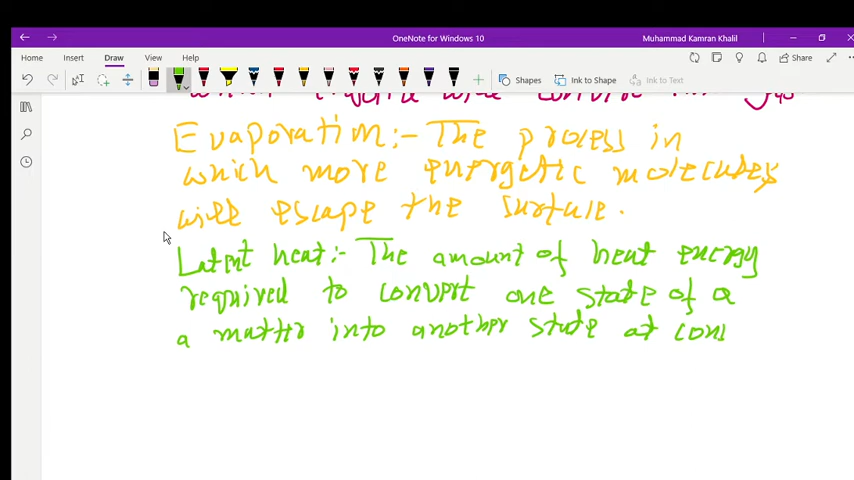 OneNote for Windows 10
Muhammad Kamran Khalil
Home Insert Draw View Help
Share
Shapes Ink to Shape Ink to Text
Evaporation:- The process in
which more energetic molecules
will escape the surface.
Latent heat:- The amount of heat energy
required to convert one state of a
a matter into another state at cons